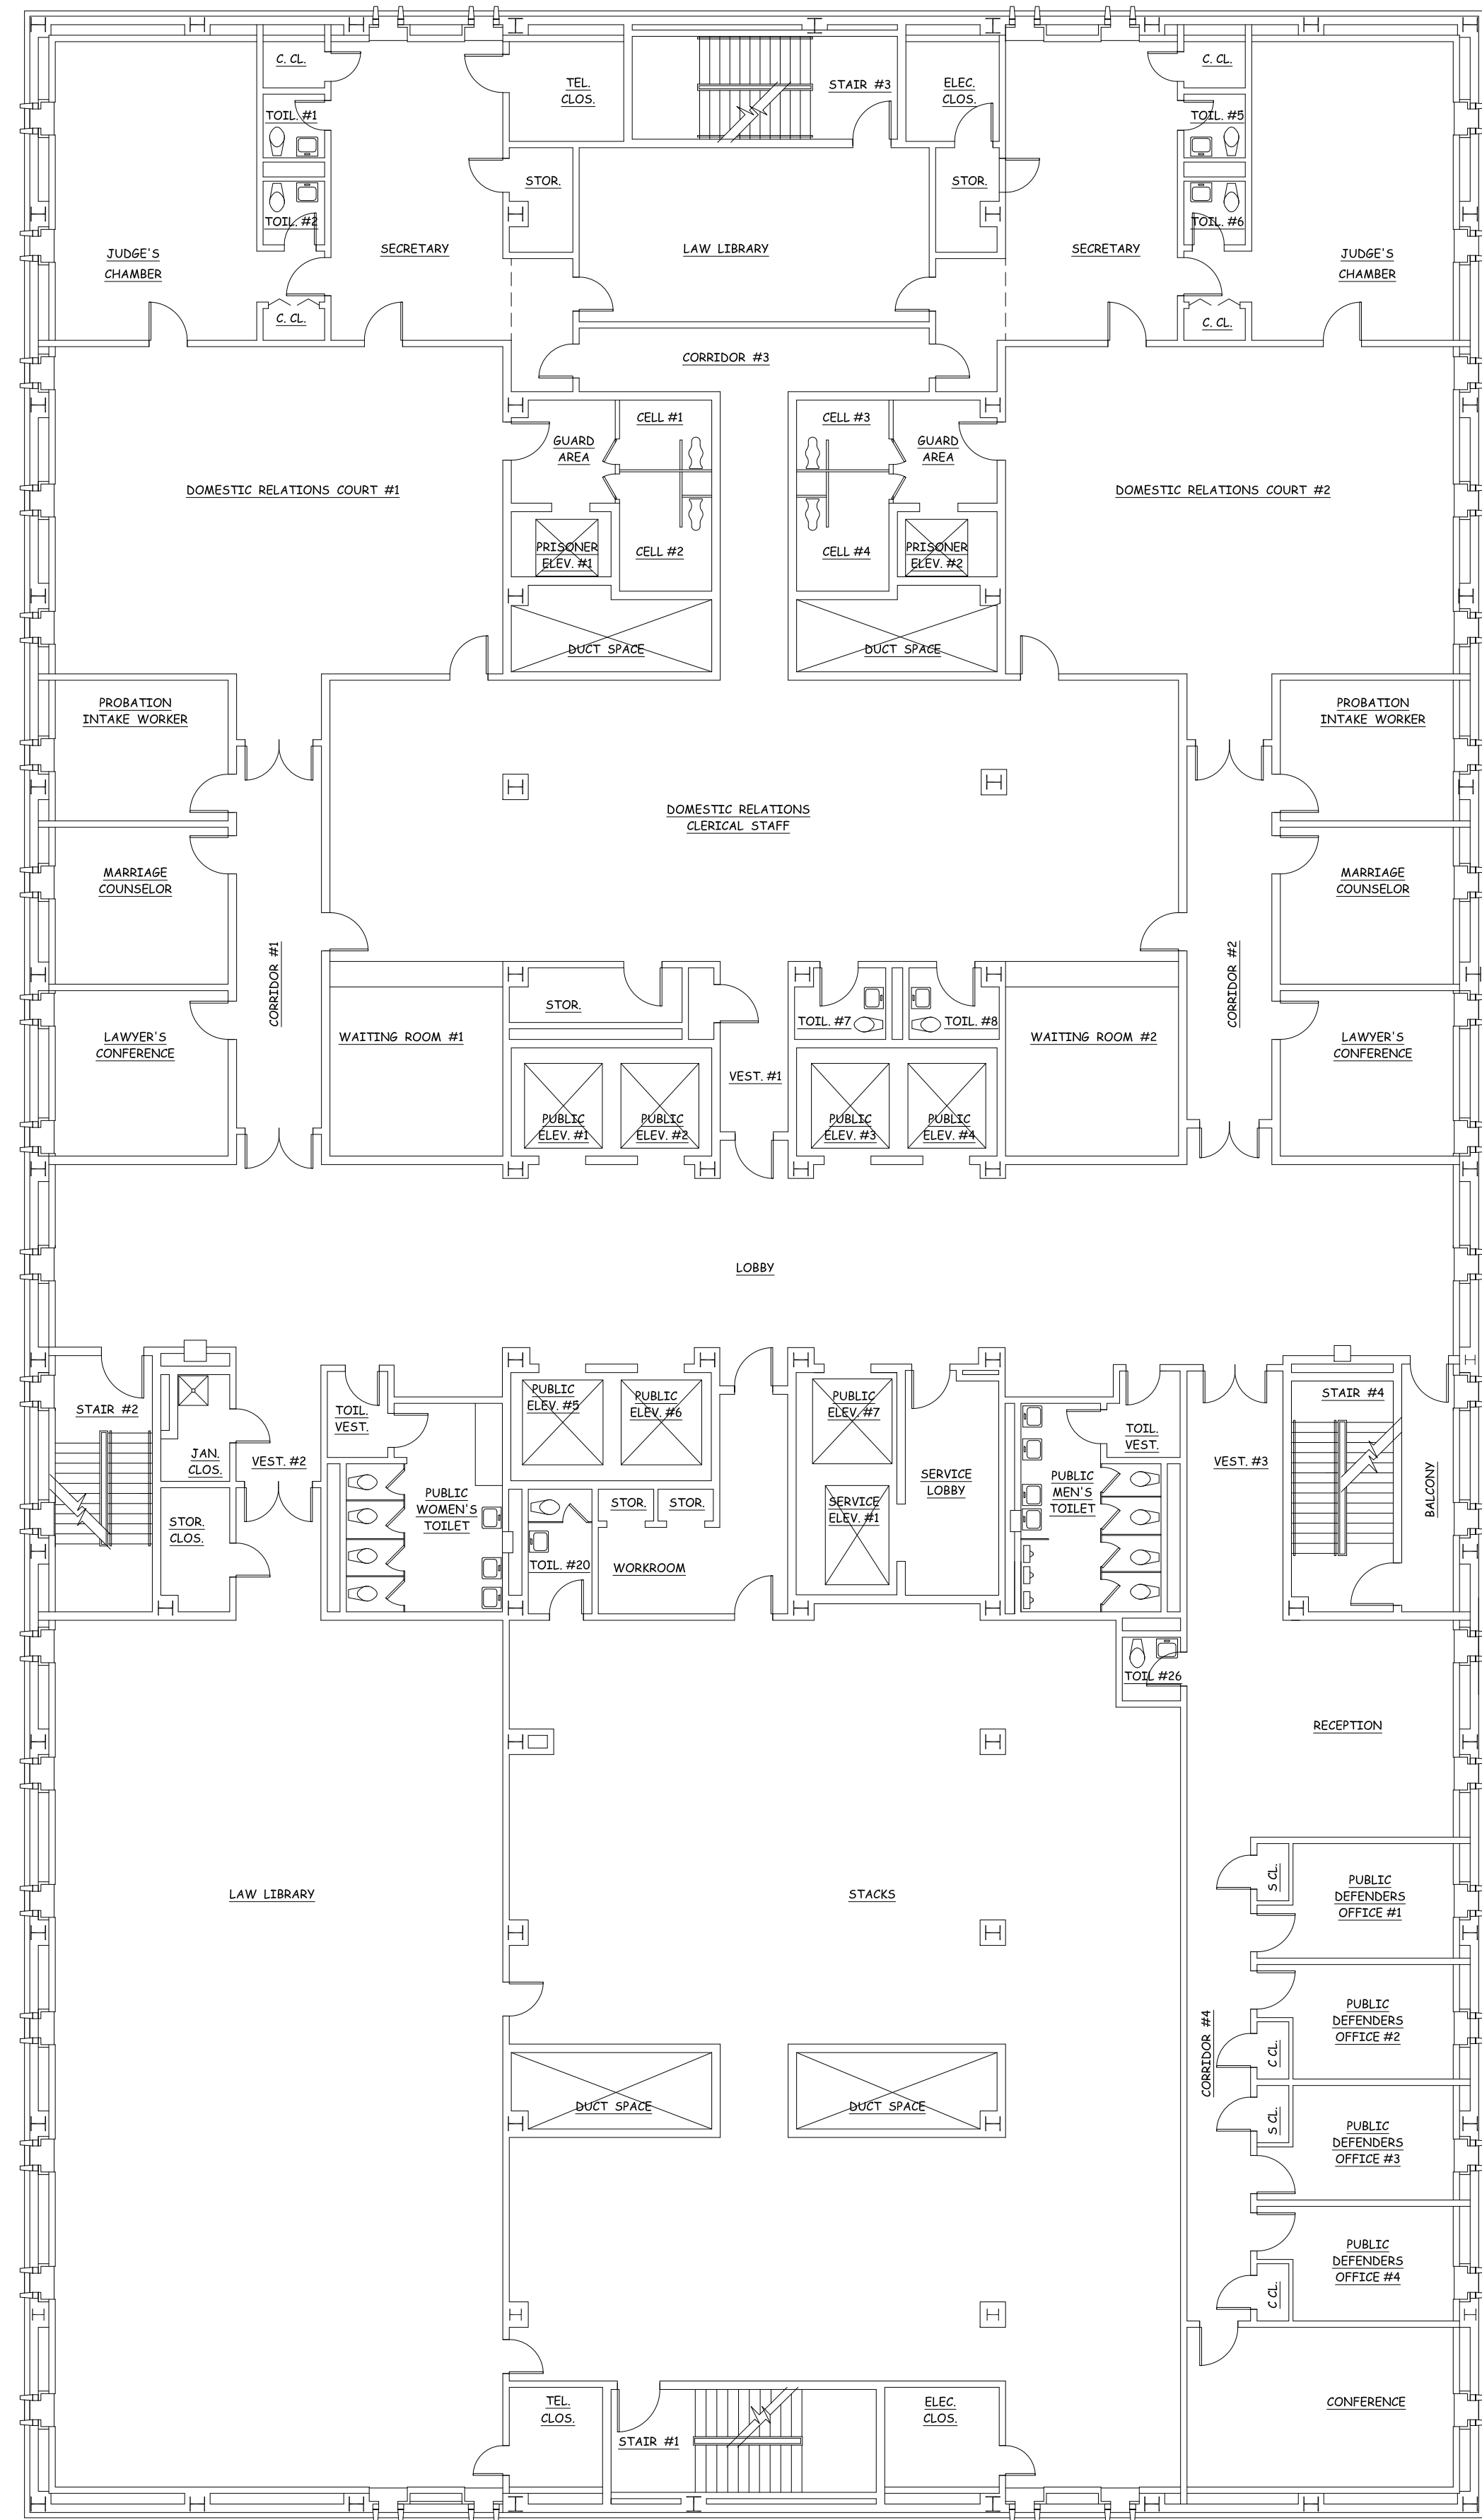 C. CL.
TEL.
CLOS.
STAIR #3
ELEC.
CLOS.
C. CL.
TOIL. #1
TOIL. #5
STOR.
STOR.
TOIL. #2
TOIL. #6
JUDGE'S
CHAMBER
SECRETARY
LAW LIBRARY
SECRETARY
JUDGE'S
CHAMBER
C. CL.
C. CL.
CORRIDOR #3
CELL #1
CELL #3
GUARD
AREA
GUARD
AREA
DOMESTIC RELATIONS COURT #1
DOMESTIC RELATIONS COURT #2
PRISONER
ELEV. #1
CELL #2
CELL #4
PRISONER
ELEV. #2
DUCT SPACE
DUCT SPACE
PROBATION
INTAKE WORKER
PROBATION
INTAKE WORKER
DOMESTIC RELATIONS
CLERICAL STAFF
MARRIAGE
COUNSELOR
MARRIAGE
COUNSELOR
CORRIDOR #1
CORRIDOR #2
STOR.
TOIL. #7
TOIL. #8
LAWYER'S
CONFERENCE
WAITING ROOM #1
WAITING ROOM #2
LAWYER'S
CONFERENCE
VEST. #1
PUBLIC
ELEV. #1
PUBLIC
ELEV. #2
PUBLIC
ELEV. #3
PUBLIC
ELEV. #4
LOBBY
STAIR #2
TOIL.
VEST.
PUBLIC
ELEV. #5
PUBLIC
ELEV. #6
PUBLIC
ELEV. #7
TOIL.
VEST.
STAIR #4
JAN.
CLOS.
VEST. #2
VEST. #3
BALCONY
SERVICE
LOBBY
PUBLIC
WOMEN'S
TOILET
STOR.
STOR.
SERVICE
ELEV. #1
PUBLIC
MEN'S
TOILET
STOR.
CLOS.
TOIL. #20
WORKROOM
TOIL #26
RECEPTION
LAW LIBRARY
STACKS
S CL.
PUBLIC
DEFENDERS
OFFICE #1
PUBLIC
DEFENDERS
OFFICE #2
C CL.
CORRIDOR #4
DUCT SPACE
DUCT SPACE
S CL.
PUBLIC
DEFENDERS
OFFICE #3
PUBLIC
DEFENDERS
OFFICE #4
C CL.
TEL.
CLOS.
STAIR #1
ELEC.
CLOS.
CONFERENCE